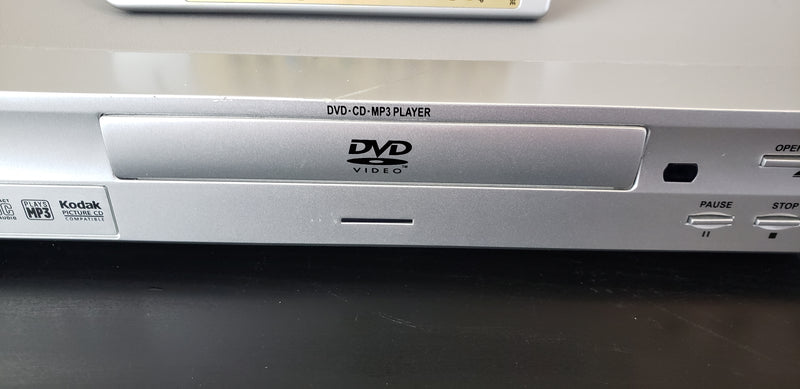 DVD·CD·MP3 PLAYER
DVD
VIDEO
OPEN
PLAYS
MP3
Kodak
PICTURE CD
COMPATIBLE
PAUSE
STOP